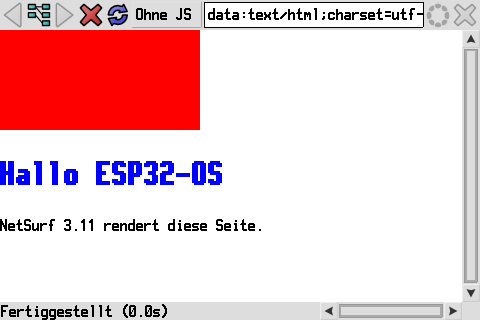 Ohne JS data:text/html;charset=utf-
Hallo ESP32-OS
NetSurf 3.11 rendert diese Seite.
Fertiggestellt (0.0s)